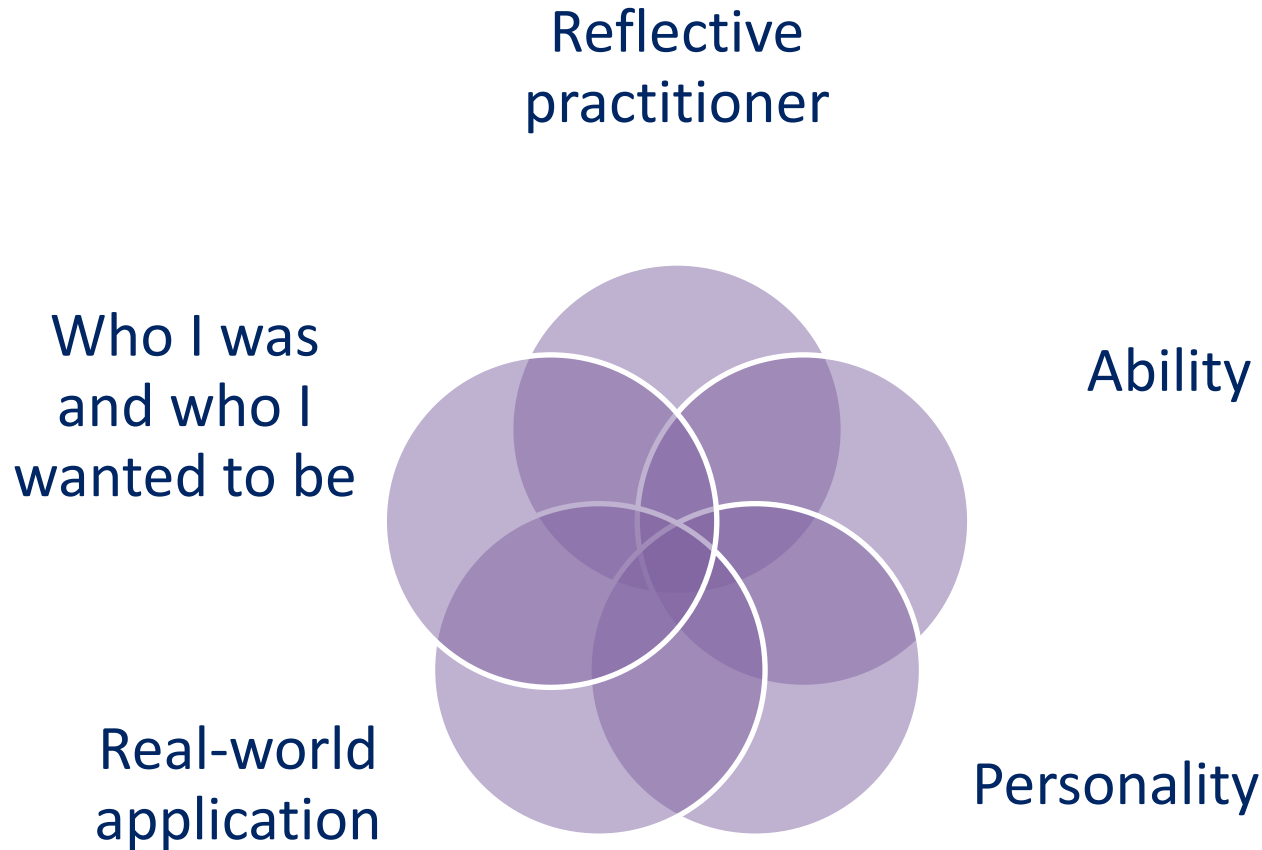 Reflective
practitioner
Who I was
and who I
wanted to be
Ability
Real-world
application
Personality